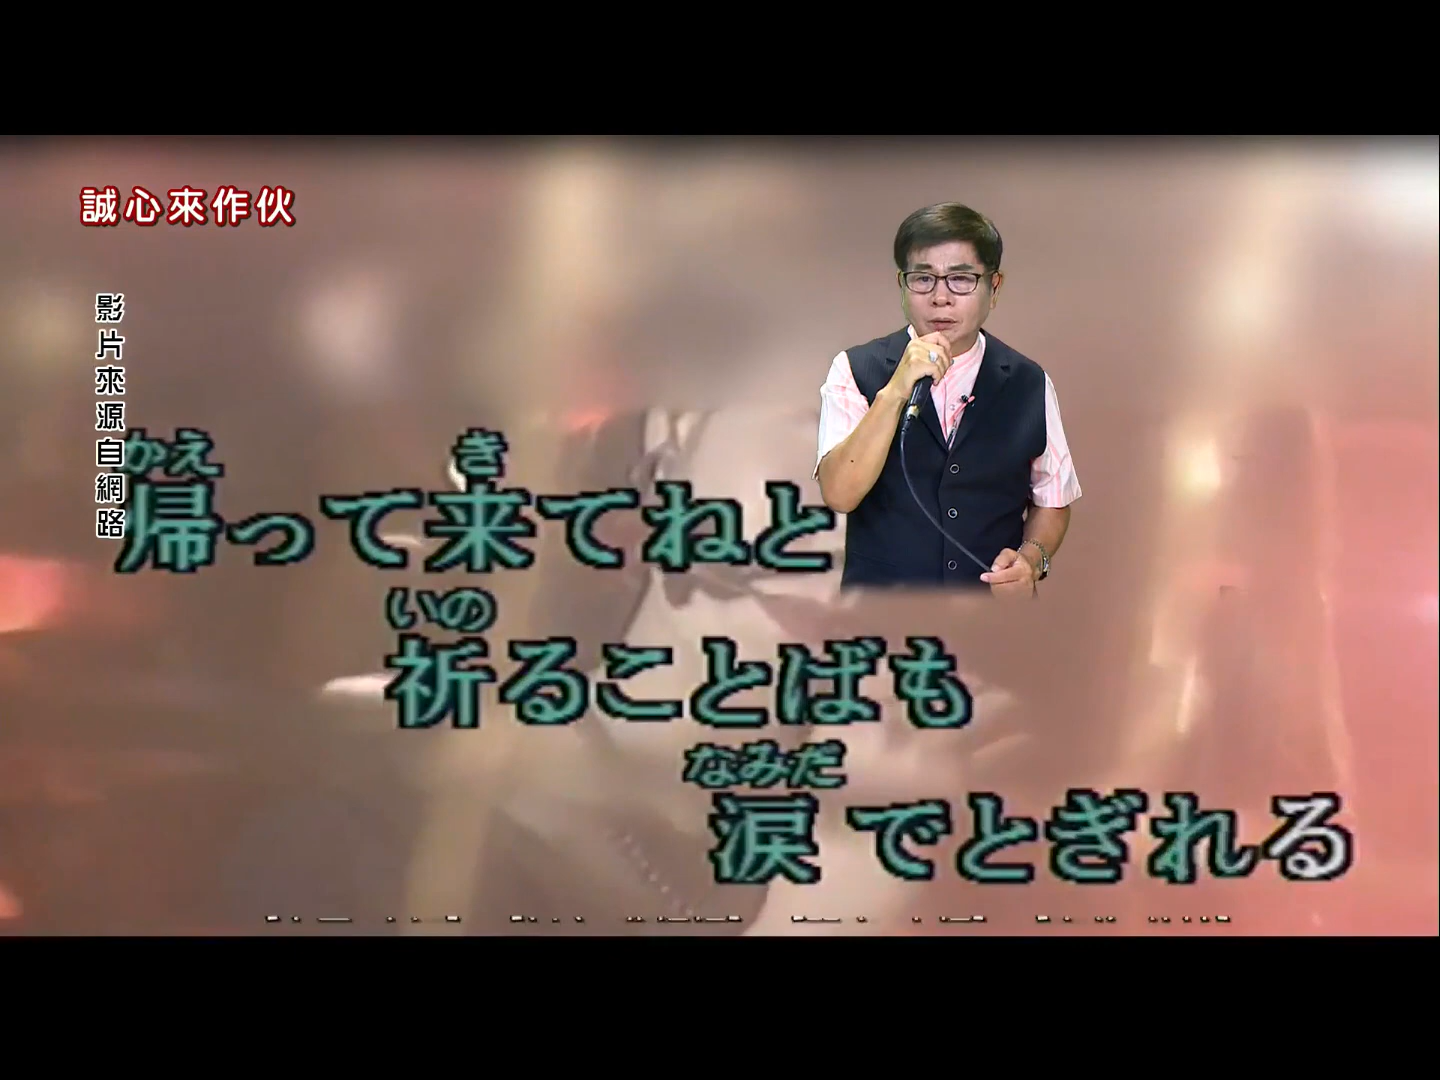 誠心來作伙
影片來源自網路
かえ き
帰って来てねと
いの
祈ることばも
なみだ
涙でとぎれる